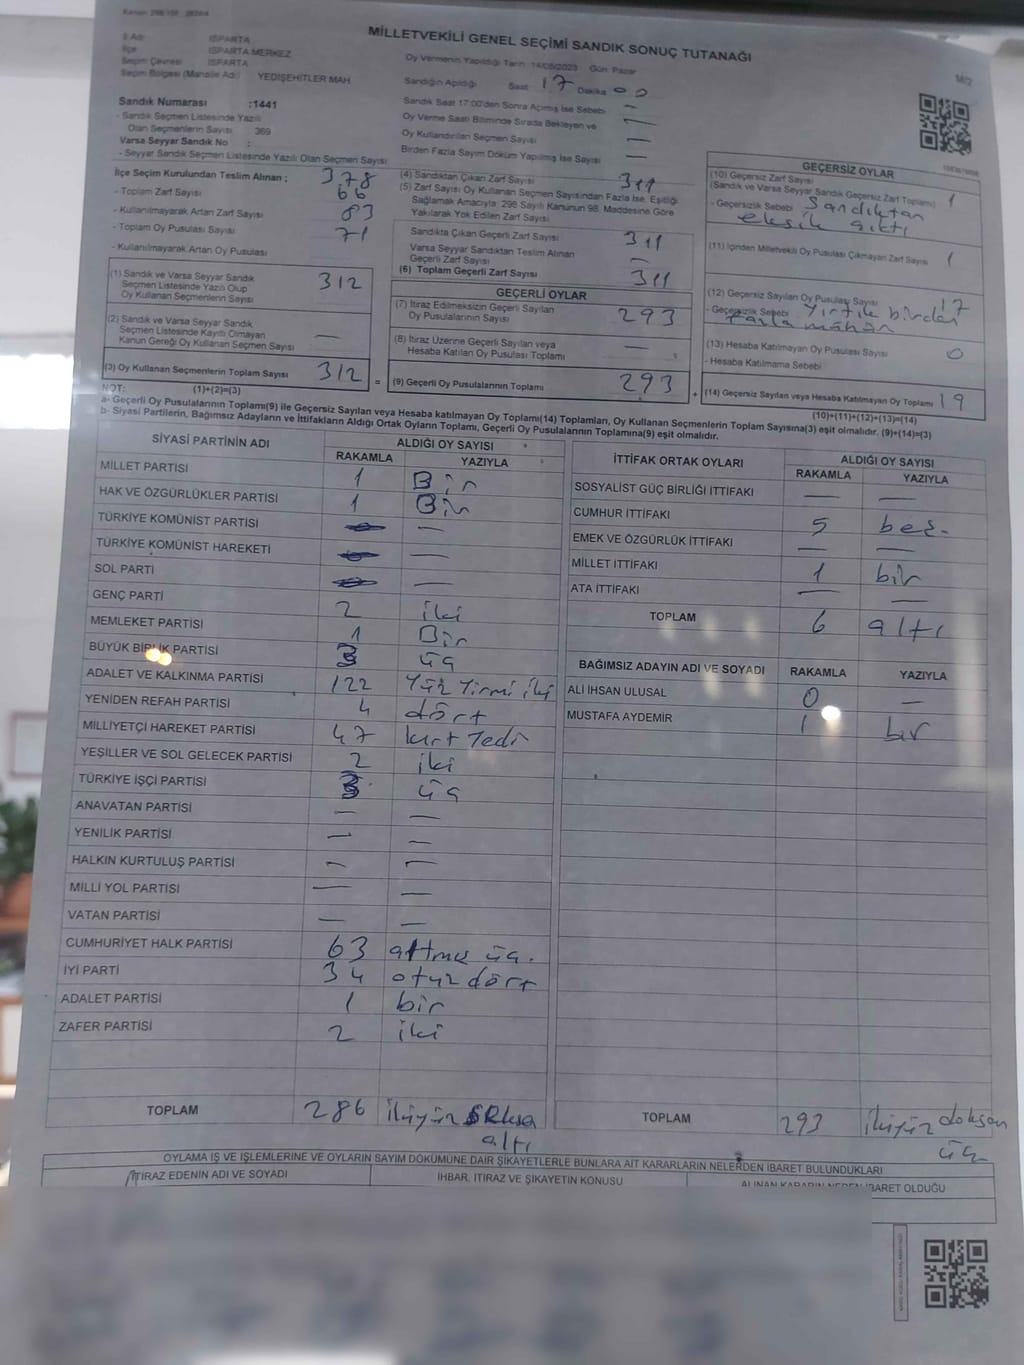 MİLLETVEKİLİ GENEL SEÇİMİ SANDIK SONUÇ TUTANAĞI
İl Adı ISPARTA
İlçe ISPARTA MERKEZ
Seçim Çevresi ISPARTA
Seçim Bölgesi (Mahalle Adı) YEDİŞEHİTLER MAH
Oy Vermenin Yapıldığı Tarih 14/05/2023 Gün: Pazar
Sandığın Açıldığı Saat 17 Dakika 00
Sandık Saat 17:00'den Sonra Açılmış İse Sebebi —
Oy Verme Saati Bitiminde Sırada Bekleyen ve
Oy Kullandırılan Seçmen Sayısı —
Birden Fazla Sayım Döküm Yapılmış İse Sayısı —
M/2
Sandık Numarası :1441
- Sandık Seçmen Listesinde Yazılı
Olan Seçmenlerin Sayısı 369
Varsa Seyyar Sandık No :
- Seyyar Sandık Seçmen Listesinde Yazılı Olan Seçmen Sayısı
İlçe Seçim Kurulundan Teslim Alınan ; 378
- Toplam Zarf Sayısı 66
- Kullanılmayarak Artan Zarf Sayısı 83
- Toplam Oy Pusulası Sayısı 71
- Kullanılmayarak Artan Oy Pusulası
(1) Sandık ve Varsa Seyyar Sandık
Seçmen Listesinde Yazılı Olup
Oy Kullanan Seçmenlerin Sayısı 312
(2) Sandık ve Varsa Seyyar Sandık
Seçmen Listesinde Kayıtlı Olmayan
Kanun Gereği Oy Kullanan Seçmen Sayısı —
(3) Oy Kullanan Seçmenlerin Toplam Sayısı 312 =
(4) Sandıktan Çıkan Zarf Sayısı 311
(5) Zarf Sayısı Oy Kullanan Seçmen Sayısından Fazla İse, Eşitliği
Sağlamak Amacıyla; 298 Sayılı Kanunun 98. Maddesine Göre
Yakılarak Yok Edilen Zarf Sayısı
Sandıkta Çıkan Geçerli Zarf Sayısı 311
Varsa Seyyar Sandıktan Teslim Alınan
Geçerli Zarf Sayısı —
(6) Toplam Geçerli Zarf Sayısı 311
GEÇERLİ OYLAR
(7) İtiraz Edilmeksizin Geçerli Sayılan
Oy Pusulalarının Sayısı 293
(8) İtiraz Üzerine Geçerli Sayılan veya
Hesaba Katılan Oy Pusulası Toplamı —
(9) Geçerli Oy Pusulalarının Toplamı 293 +
GEÇERSİZ OYLAR
(10) Geçersiz Zarf Sayısı
(Sandık ve Varsa Seyyar Sandık Geçersiz Zarf Toplamı) 1
- Geçersizlik Sebebi Sandıktan
eksik çıktı
(11) İçinden Milletvekili Oy Pusulası Çıkmayan Zarf Sayısı 1
(12) Geçersiz Sayılan Oy Pusulası Sayısı 17
- Geçersizlik Sebebi Yırtık birden
fazla mühür
(13) Hesaba Katılmayan Oy Pusulası Sayısı 0
- Hesaba Katılmama Sebebi
(14) Geçersiz Sayılan veya Hesaba Katılmayan Oy Toplamı 19
(10)+(11)+(12)+(13)=(14)
NOT: (1)+(2)=(3)
a- Geçerli Oy Pusulalarının Toplamı(9) ile Geçersiz Sayılan veya Hesaba katılmayan Oy Toplamı(14) Toplamları, Oy Kullanan Seçmenlerin Toplam Sayısına(3) eşit olmalıdır. (9)+(14)=(3)
b- Siyasi Partilerin, Bağımsız Adayların ve İttifakların Aldığı Ortak Oyların Toplamı, Geçerli Oy Pusulalarının Toplamına(9) eşit olmalıdır.
SİYASİ PARTİNİN ADI ALDIĞI OY SAYISI
RAKAMLA YAZIYLA
MİLLET PARTİSİ 1 Bir
HAK VE ÖZGÜRLÜKLER PARTİSİ 1 Bir
TÜRKİYE KOMÜNİST PARTİSİ —
TÜRKİYE KOMÜNİST HAREKETİ —
SOL PARTİ —
GENÇ PARTİ 2 iki
MEMLEKET PARTİSİ 1 Bir
BÜYÜK BİRLİK PARTİSİ 3 üç
ADALET VE KALKINMA PARTİSİ 122 Yüz Yirmi iki
YENİDEN REFAH PARTİSİ 4 dört
MİLLİYETÇİ HAREKET PARTİSİ 47 kırt Yedi
YEŞİLLER VE SOL GELECEK PARTİSİ 2 iki
TÜRKİYE İŞÇİ PARTİSİ 3 üç
ANAVATAN PARTİSİ — —
YENİLİK PARTİSİ — —
HALKIN KURTULUŞ PARTİSİ — —
MİLLİ YOL PARTİSİ — —
VATAN PARTİSİ — —
CUMHURİYET HALK PARTİSİ 63 altmış üç.
İYİ PARTİ 34 otuz dört
ADALET PARTİSİ 1 bir
ZAFER PARTİSİ 2 iki
TOPLAM 286 ikiyüz seksen
altı
İTTİFAK ORTAK OYLARI ALDIĞI OY SAYISI
RAKAMLA YAZIYLA
SOSYALİST GÜÇ BİRLİĞİ İTTİFAKI — —
CUMHUR İTTİFAKI 5 beş-
EMEK VE ÖZGÜRLÜK İTTİFAKI — —
MİLLET İTTİFAKI 1 bir
ATA İTTİFAKI — —
TOPLAM 6 altı
BAĞIMSIZ ADAYIN ADI VE SOYADI RAKAMLA YAZIYLA
ALİ İHSAN ULUSAL 0 —
MUSTAFA AYDEMİR 1 bir
TOPLAM 293 ikiyüz doksan
üç
OYLAMA İŞ VE İŞLEMLERİNE VE OYLARIN SAYIM DÖKÜMÜNE DAİR ŞİKAYETLERLE BUNLARA AİT KARARLARIN NELERDEN İBARET BULUNDUKLARI
İTİRAZ EDENİN ADI VE SOYADI İHBAR, İTİRAZ VE ŞİKAYETİN KONUSU ALINAN KARARIN NEDEN İBARET OLDUĞU